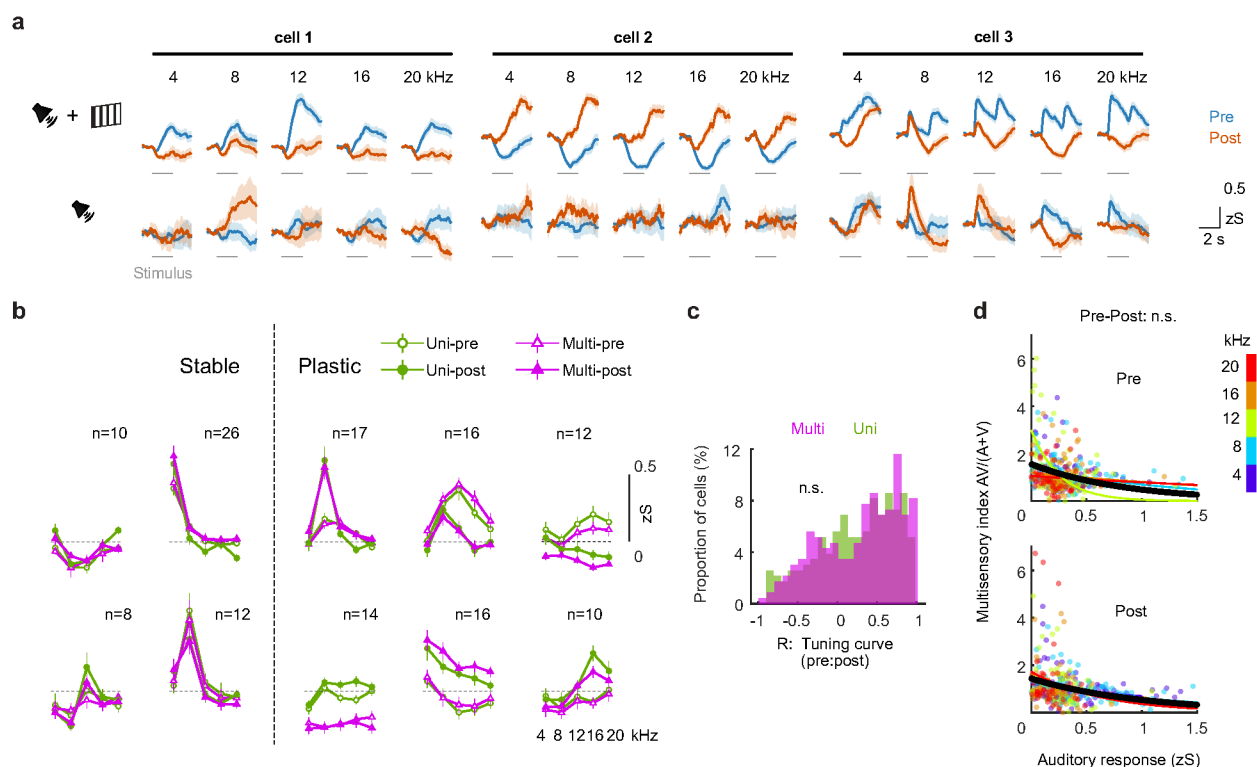 a
cell 1 cell 2 cell 3
4 8 12 16 20 kHz 4 8 12 16 20 kHz 4 8 12 16 20 kHz
+
Pre
Post
0.5
zS
2 s
Stimulus
b
Stable
Plastic
Uni-pre
Uni-post
Multi-pre
Multi-post
n=10
n=26
n=17
n=16
n=12
0.5
zS
0
n=8
n=12
n=14
n=16
n=10
4 8 12 16 20 kHz
c
Multi Uni
n.s.
Proportion of cells (%)
12
8
4
0
-1 -0.5 0 0.5 1
R: Tuning curve
(pre:post)
d
Pre-Post: n.s.
Pre
6
4
2
0
0 0.5 1 1.5
kHz
20
16
12
8
4
Multisensory index AV/(A+V)
Post
6
4
2
0
0 0.5 1 1.5
Auditory response (zS)